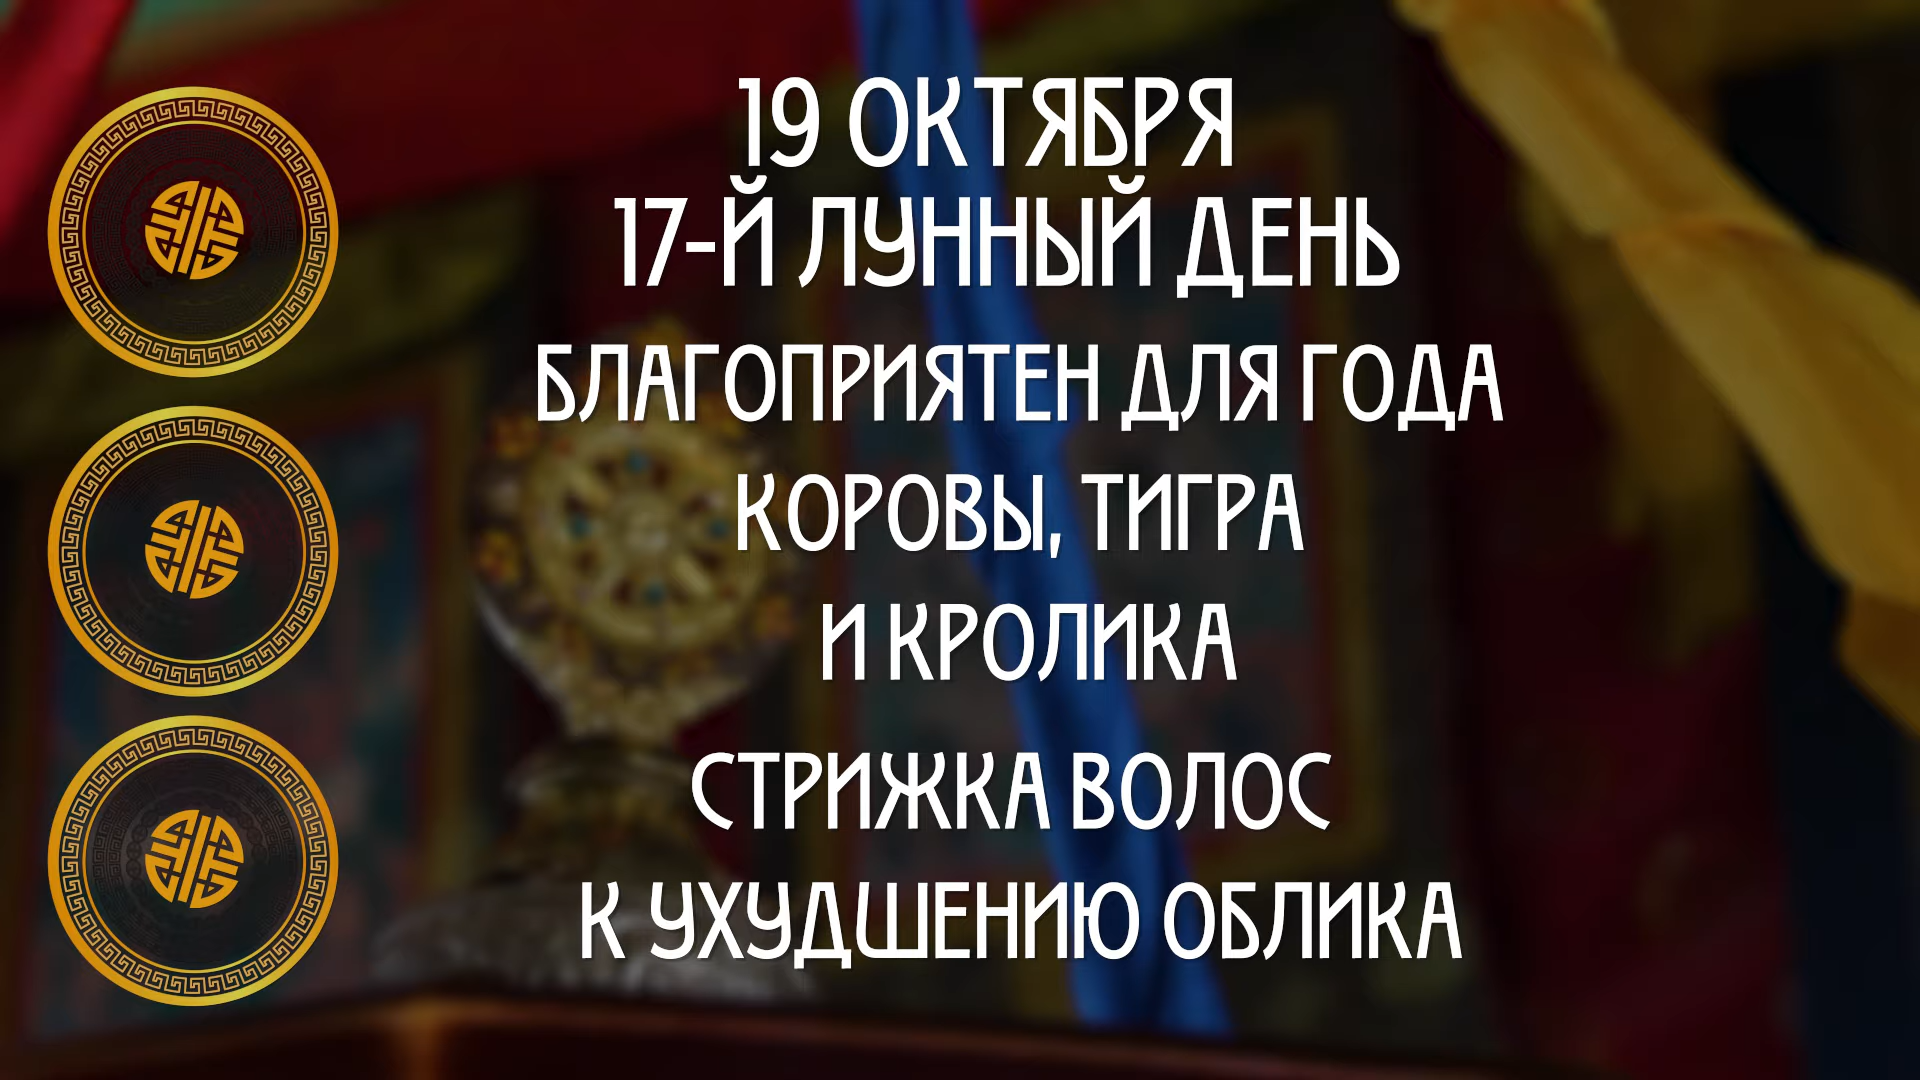 19 ОКТЯБРЯ
17-Й ЛУННЫЙ ДЕНЬ
БЛАГОПРИЯТЕН ДЛЯ ГОДА
КОРОВЫ, ТИГРА
И КРОЛИКА
СТРИЖКА ВОЛОС
К УХУДШЕНИЮ ОБЛИКА